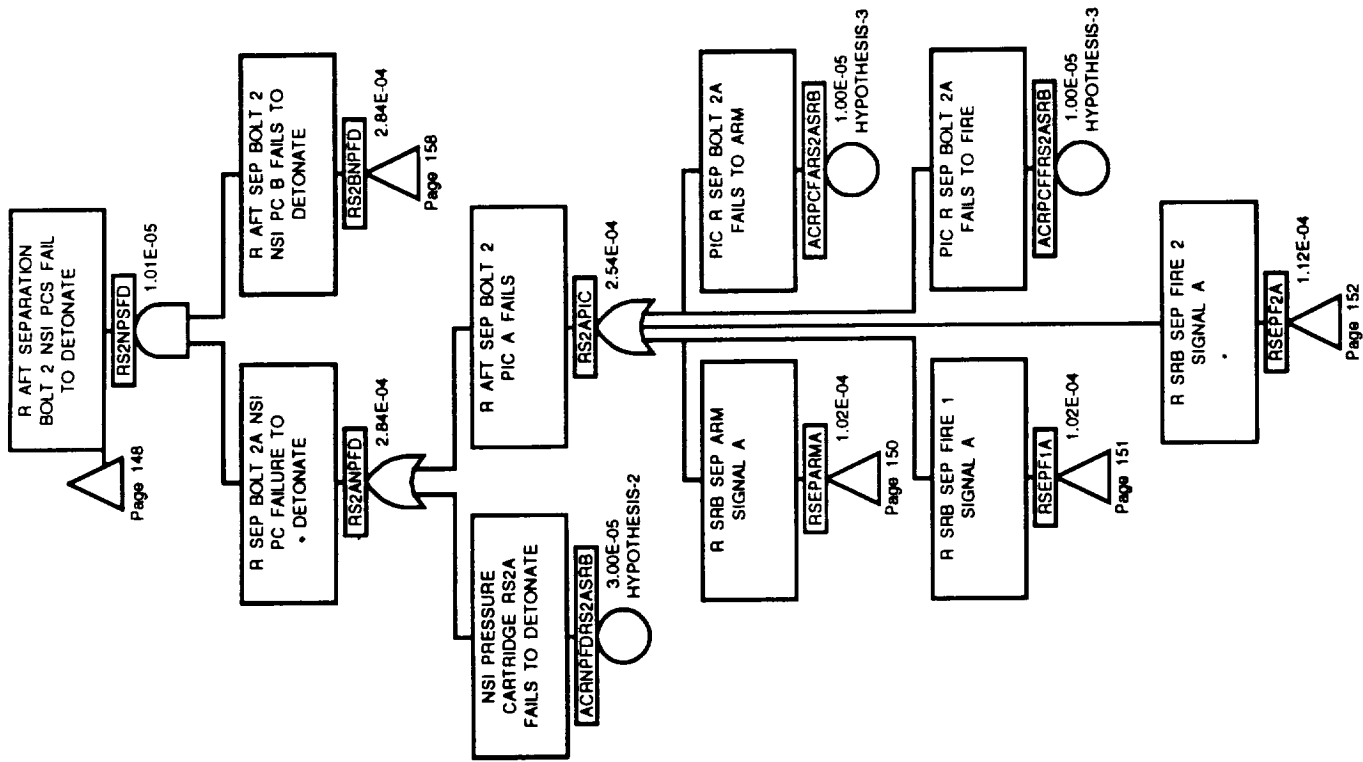 R AFT SEPARATION
BOLT 2 NSI PCS FAIL
TO DETONATE
Page 148
RS2NPSFD
1.01E-05
R SEP BOLT 2A NSI
PC FAILURE TO
DETONATE
RS2ANPFD
2.84E-04
R AFT SEP BOLT 2
NSI PC B FAILS TO
DETONATE
RS2BNPFD
2.84E-04
Page 158
NSI PRESSURE
CARTRIDGE RS2A
FAILS TO DETONATE
ACRNPFDRS2ASRB
3.00E-05
HYPOTHESIS-2
R AFT SEP BOLT 2
PIC A FAILS
RS2APIC
2.54E-04
R SRB SEP ARM
SIGNAL A
RSEPARMA
1.02E-04
Page 150
PIC R SEP BOLT 2A
FAILS TO ARM
ACRPCFARS2ASRB
1.00E-05
HYPOTHESIS-3
R SRB SEP FIRE 1
SIGNAL A
RSEPF1A
1.02E-04
Page 151
PIC R SEP BOLT 2A
FAILS TO FIRE
ACRPCFFRS2ASRB
1.00E-05
HYPOTHESIS-3
R SRB SEP FIRE 2
SIGNAL A
RSEPF2A
1.12E-04
Page 152